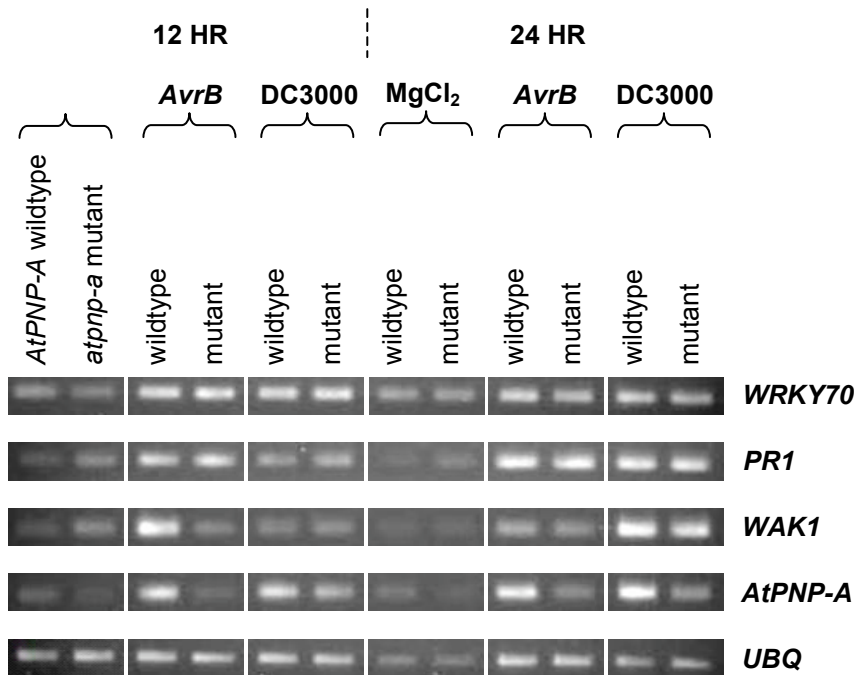 12 HR 24 HR
AvrB DC3000 MgCl₂ AvrB DC3000
AtPNP-A wildtype
atpnp-a mutant
wildtype
mutant
wildtype
mutant
wildtype
mutant
wildtype
mutant
wildtype
mutant
WRKY70
PR1
WAK1
AtPNP-A
UBQ